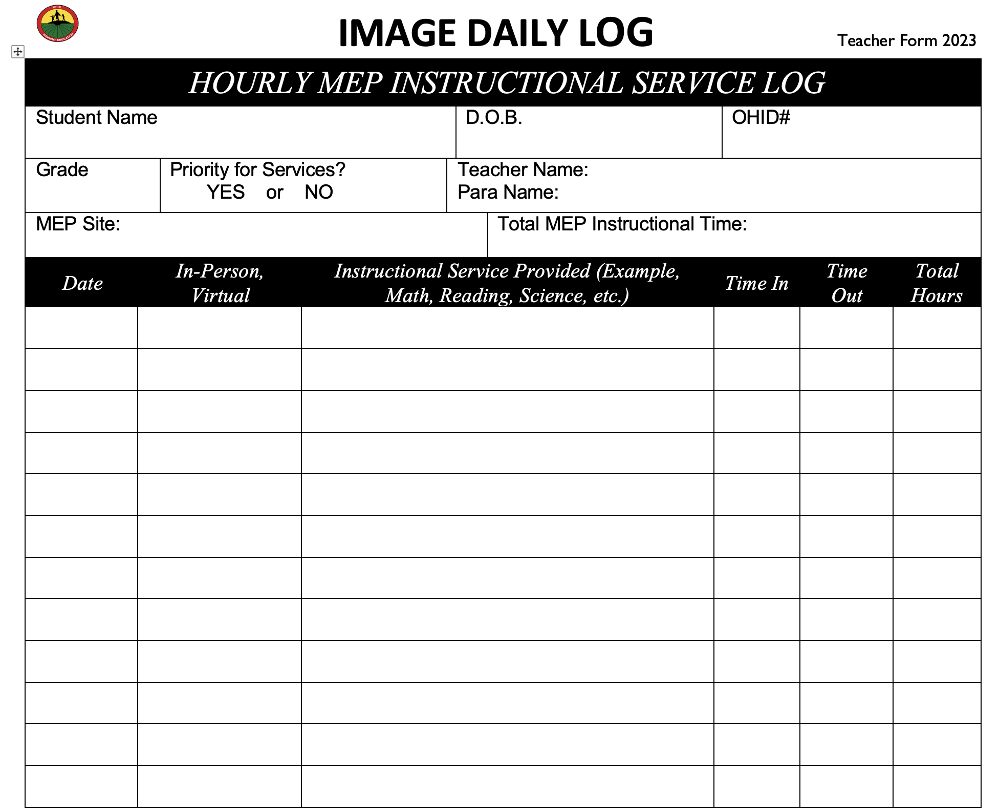 OHIO
MIGRANT EDUCATION
IMAGE DAILY LOG
Teacher Form 2023
HOURLY MEP INSTRUCTIONAL SERVICE LOG
Student Name
D.O.B.
OHID#
Grade
Priority for Services?
YES or NO
Teacher Name:
Para Name:
MEP Site:
Total MEP Instructional Time:
Date
In-Person,
Virtual
Instructional Service Provided (Example,
Math, Reading, Science, etc.)
Time In
Time
Out
Total
Hours